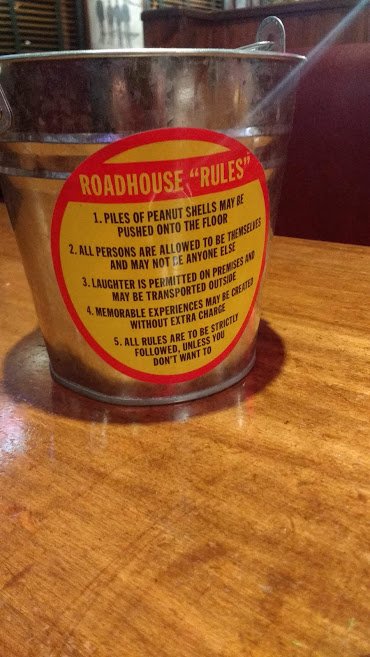 ROADHOUSE “RULES”
1. PILES OF PEANUT SHELLS MAY BE
PUSHED ONTO THE FLOOR
2. ALL PERSONS ARE ALLOWED TO BE THEMSELVES
AND MAY NOT BE ANYONE ELSE
3. LAUGHTER IS PERMITTED ON PREMISES AND
MAY BE TRANSPORTED OUTSIDE
4. MEMORABLE EXPERIENCES MAY BE CREATED
WITHOUT EXTRA CHARGE
5. ALL RULES ARE TO BE STRICTLY
FOLLOWED, UNLESS YOU
DON'T WANT TO